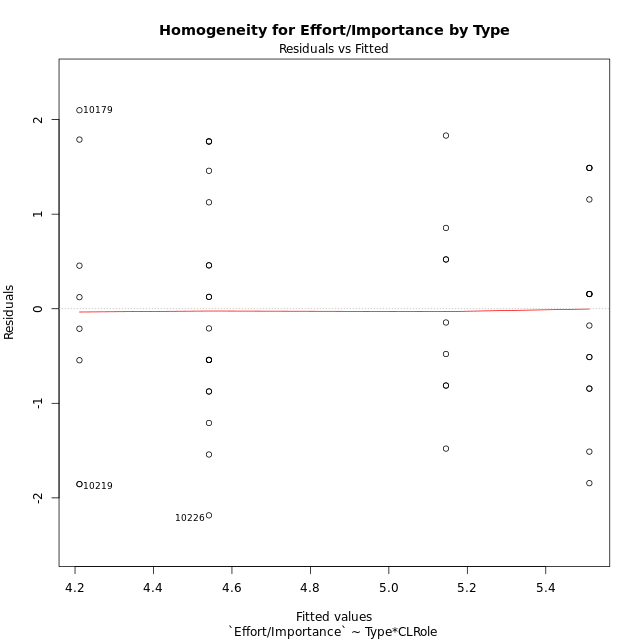 Homogeneity for Effort/Importance by Type
Residuals vs Fitted
10179
10219
10226
2
1
0
-1
-2
Residuals
4.2 4.4 4.6 4.8 5.0 5.2 5.4
Fitted values
`Effort/Importance` ~ Type*CLRole